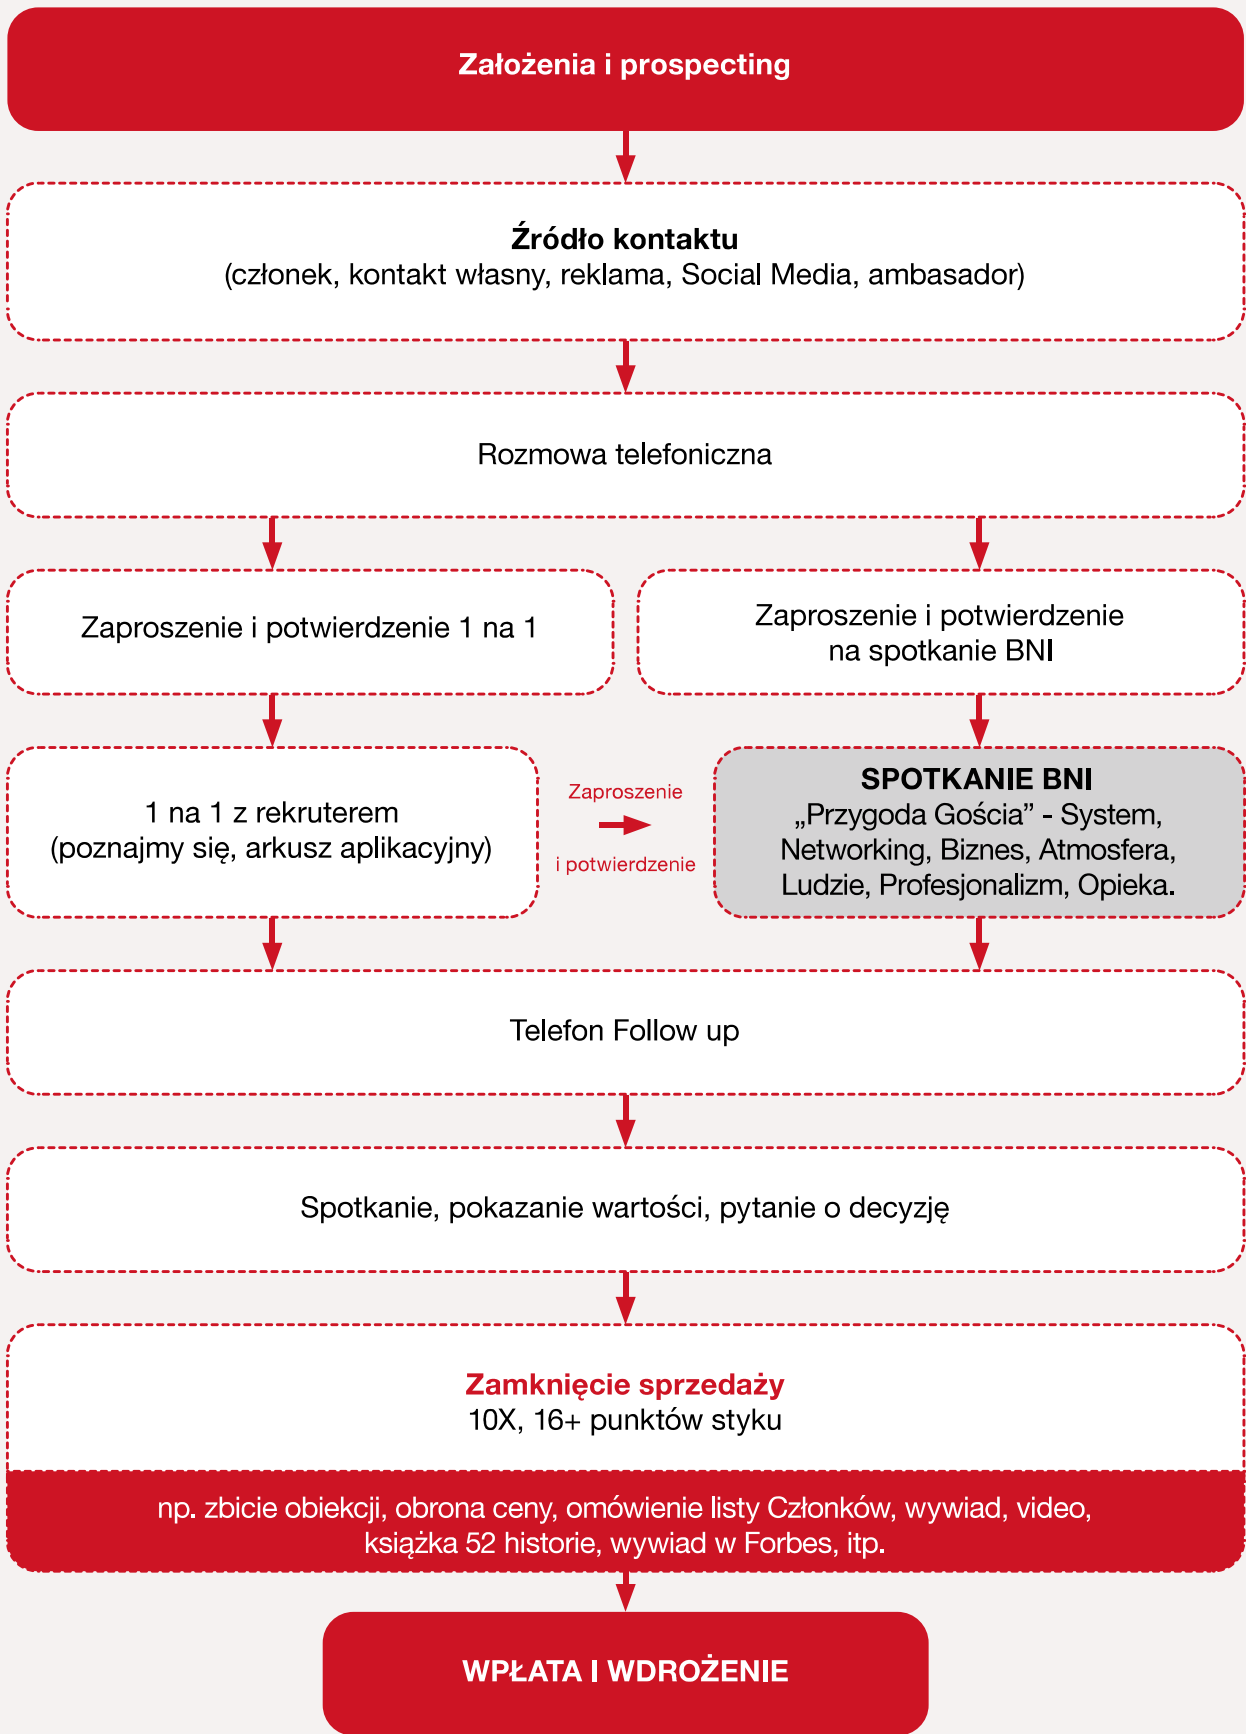 Założenia i prospecting
Źródło kontaktu
(członek, kontakt własny, reklama, Social Media, ambasador)
Rozmowa telefoniczna
Zaproszenie i potwierdzenie 1 na 1
Zaproszenie i potwierdzenie
na spotkanie BNI
1 na 1 z rekruterem
(poznajmy się, arkusz aplikacyjny)
Zaproszenie
i potwierdzenie
SPOTKANIE BNI
„Przygoda Gościa” - System,
Networking, Biznes, Atmosfera,
Ludzie, Profesjonalizm, Opieka.
Telefon Follow up
Spotkanie, pokazanie wartości, pytanie o decyzję
Zamknięcie sprzedaży
10X, 16+ punktów styku
np. zbicie obiekcji, obrona ceny, omówienie listy Członków, wywiad, video,
książka 52 historie, wywiad w Forbes, itp.
WPŁATA I WDROŻENIE